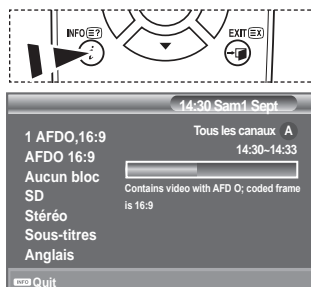 INFO EXIT
14:30 Sam1 Sept
1 AFDO,16:9 Tous les canaux A
AFDO 16:9 14:30~14:33
Aucun bloc
SD Contains video with AFD O; coded frame
is 16:9
Stéréo
Sous-titres
Anglais
INFO Quit